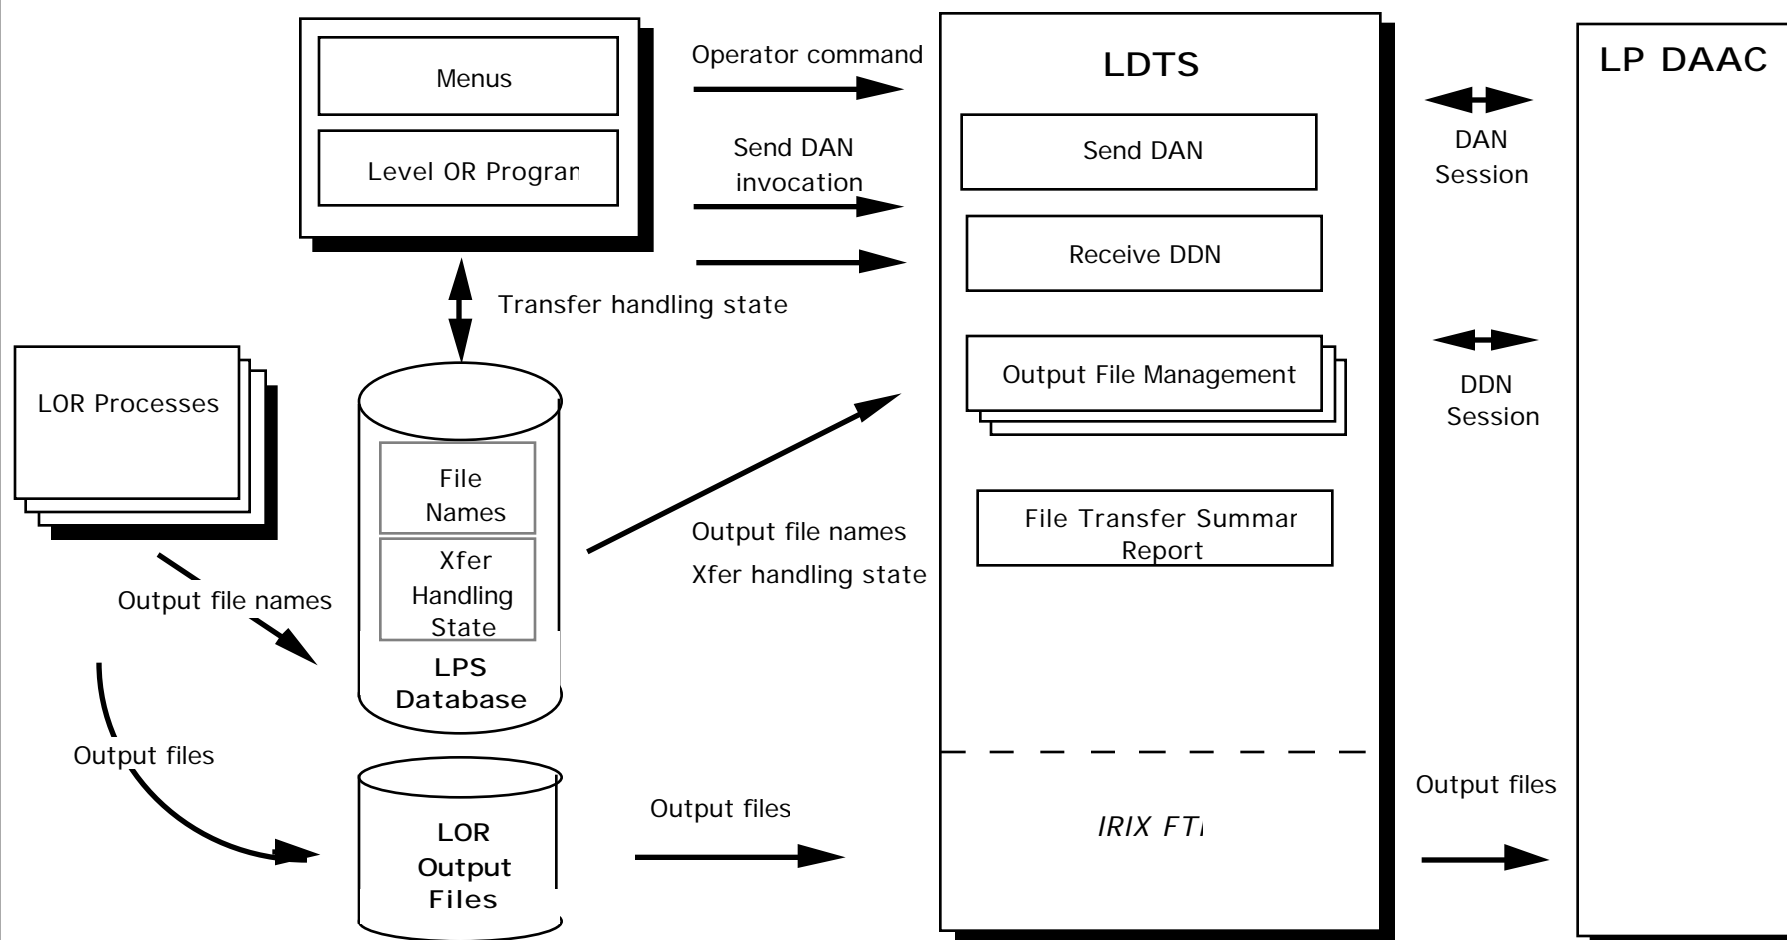 Menus
Level OR Progran
Operator command
Send DAN
invocation
Transfer handling state
LDTS
Send DAN
Receive DDN
Output File Management
File Transfer Summar
Report
IRIX FT
LP DAAC
DAN
Session
DDN
Session
Output files
LOR Processes
Output file names
Output files
File
Names
Xfer
Handling
State
LPS
Database
Output file names
Xfer handling state
LOR
Output
Files
Output files